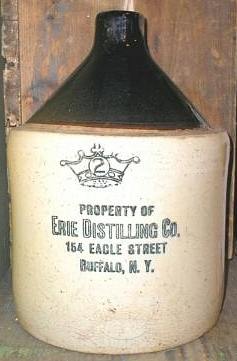 2
PROPERTY OF
ERIE DISTILLING CO.
154 EAGLE STREET
BUFFALO, N. Y.